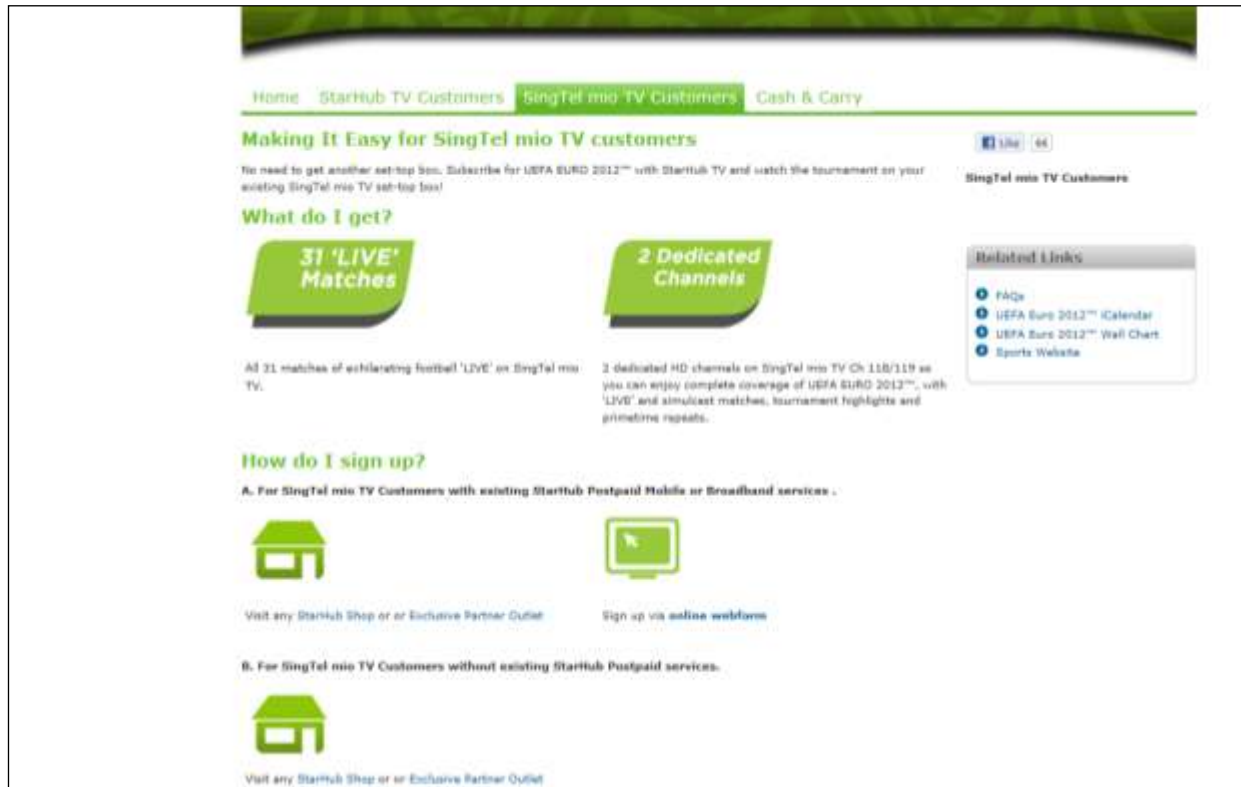 Home StarHub TV Customers SingTel mio TV Customers Cash & Carry
Making It Easy for SingTel mio TV customers
No need to get another set-top box. Subscribe for UEFA EURO 2012™ with StarHub TV and watch the tournament on your
existing SingTel mio TV set-top box!
Like 66
SingTel mio TV Customers
What do I get?
31 'LIVE'
Matches
2 Dedicated
Channels
All 31 matches of exhilarating football 'LIVE' on SingTel mio
TV.
2 dedicated HD channels on SingTel mio TV Ch 118/119 so
you can enjoy complete coverage of UEFA EURO 2012™, with
'LIVE' and simulcast matches, tournament highlights and
primetime repeats.
Related Links
FAQs
UEFA Euro 2012™ iCalendar
UEFA Euro 2012™ Wall Chart
Sports Website
How do I sign up?
A. For SingTel mio TV Customers with existing StarHub Postpaid Mobile or Broadband services .
Visit any StarHub Shop or or Exclusive Partner Outlet
Sign up via online webform
B. For SingTel mio TV Customers without existing StarHub Postpaid services.
Visit any StarHub Shop or or Exclusive Partner Outlet